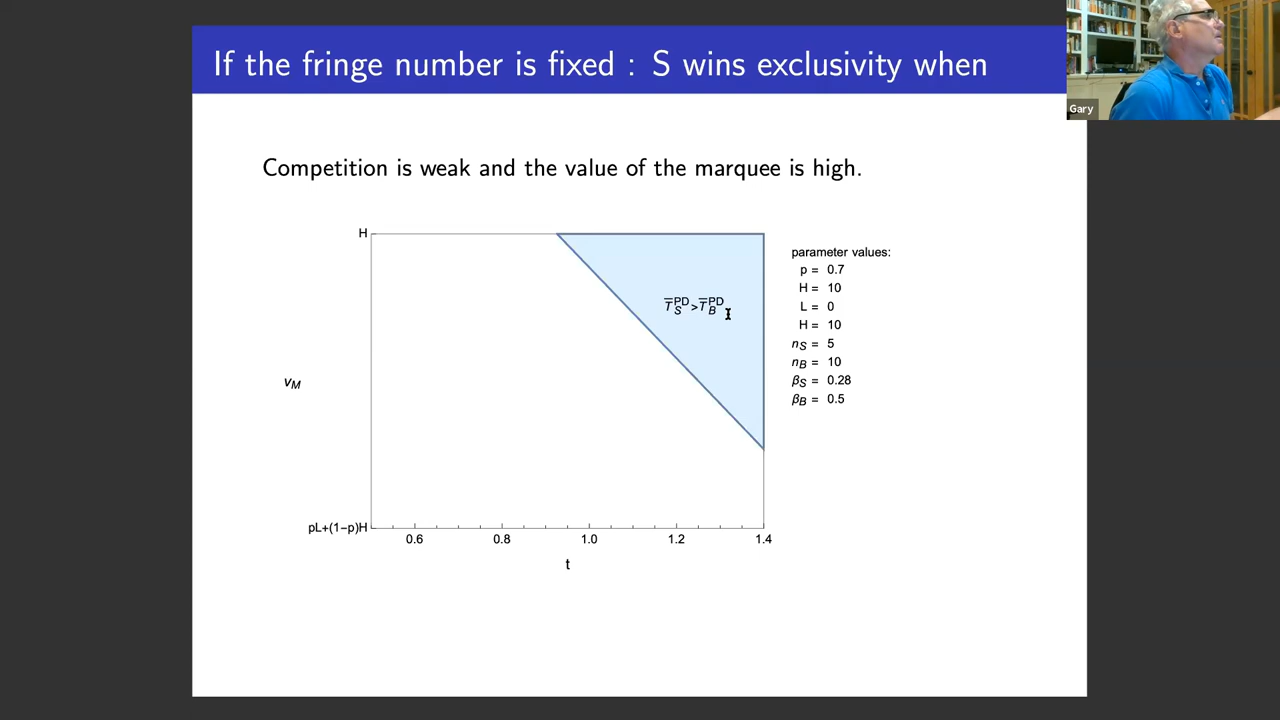 If the fringe number is fixed : S wins exclusivity when
Gary
Competition is weak and the value of the marquee is high.
H
T̅_S^PD > T̅_B^PD
v_M
pL+(1−p)H
0.6 0.8 1.0 1.2 1.4
t
parameter values:
p = 0.7
H = 10
L = 0
H = 10
n_S = 5
n_B = 10
β_S = 0.28
β_B = 0.5